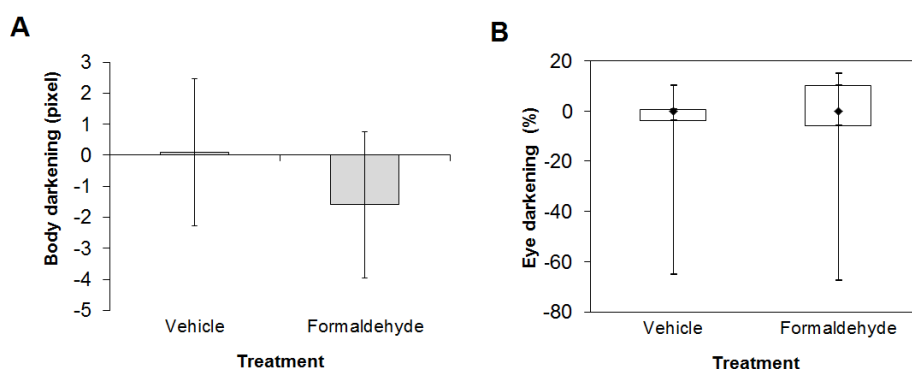 A
Body darkening (pixel)
3
2
1
0
-1
-2
-3
-4
-5
Vehicle Formaldehyde
Treatment
B
Eye darkening (%)
20
0
-20
-40
-60
-80
Vehicle Formaldehyde
Treatment